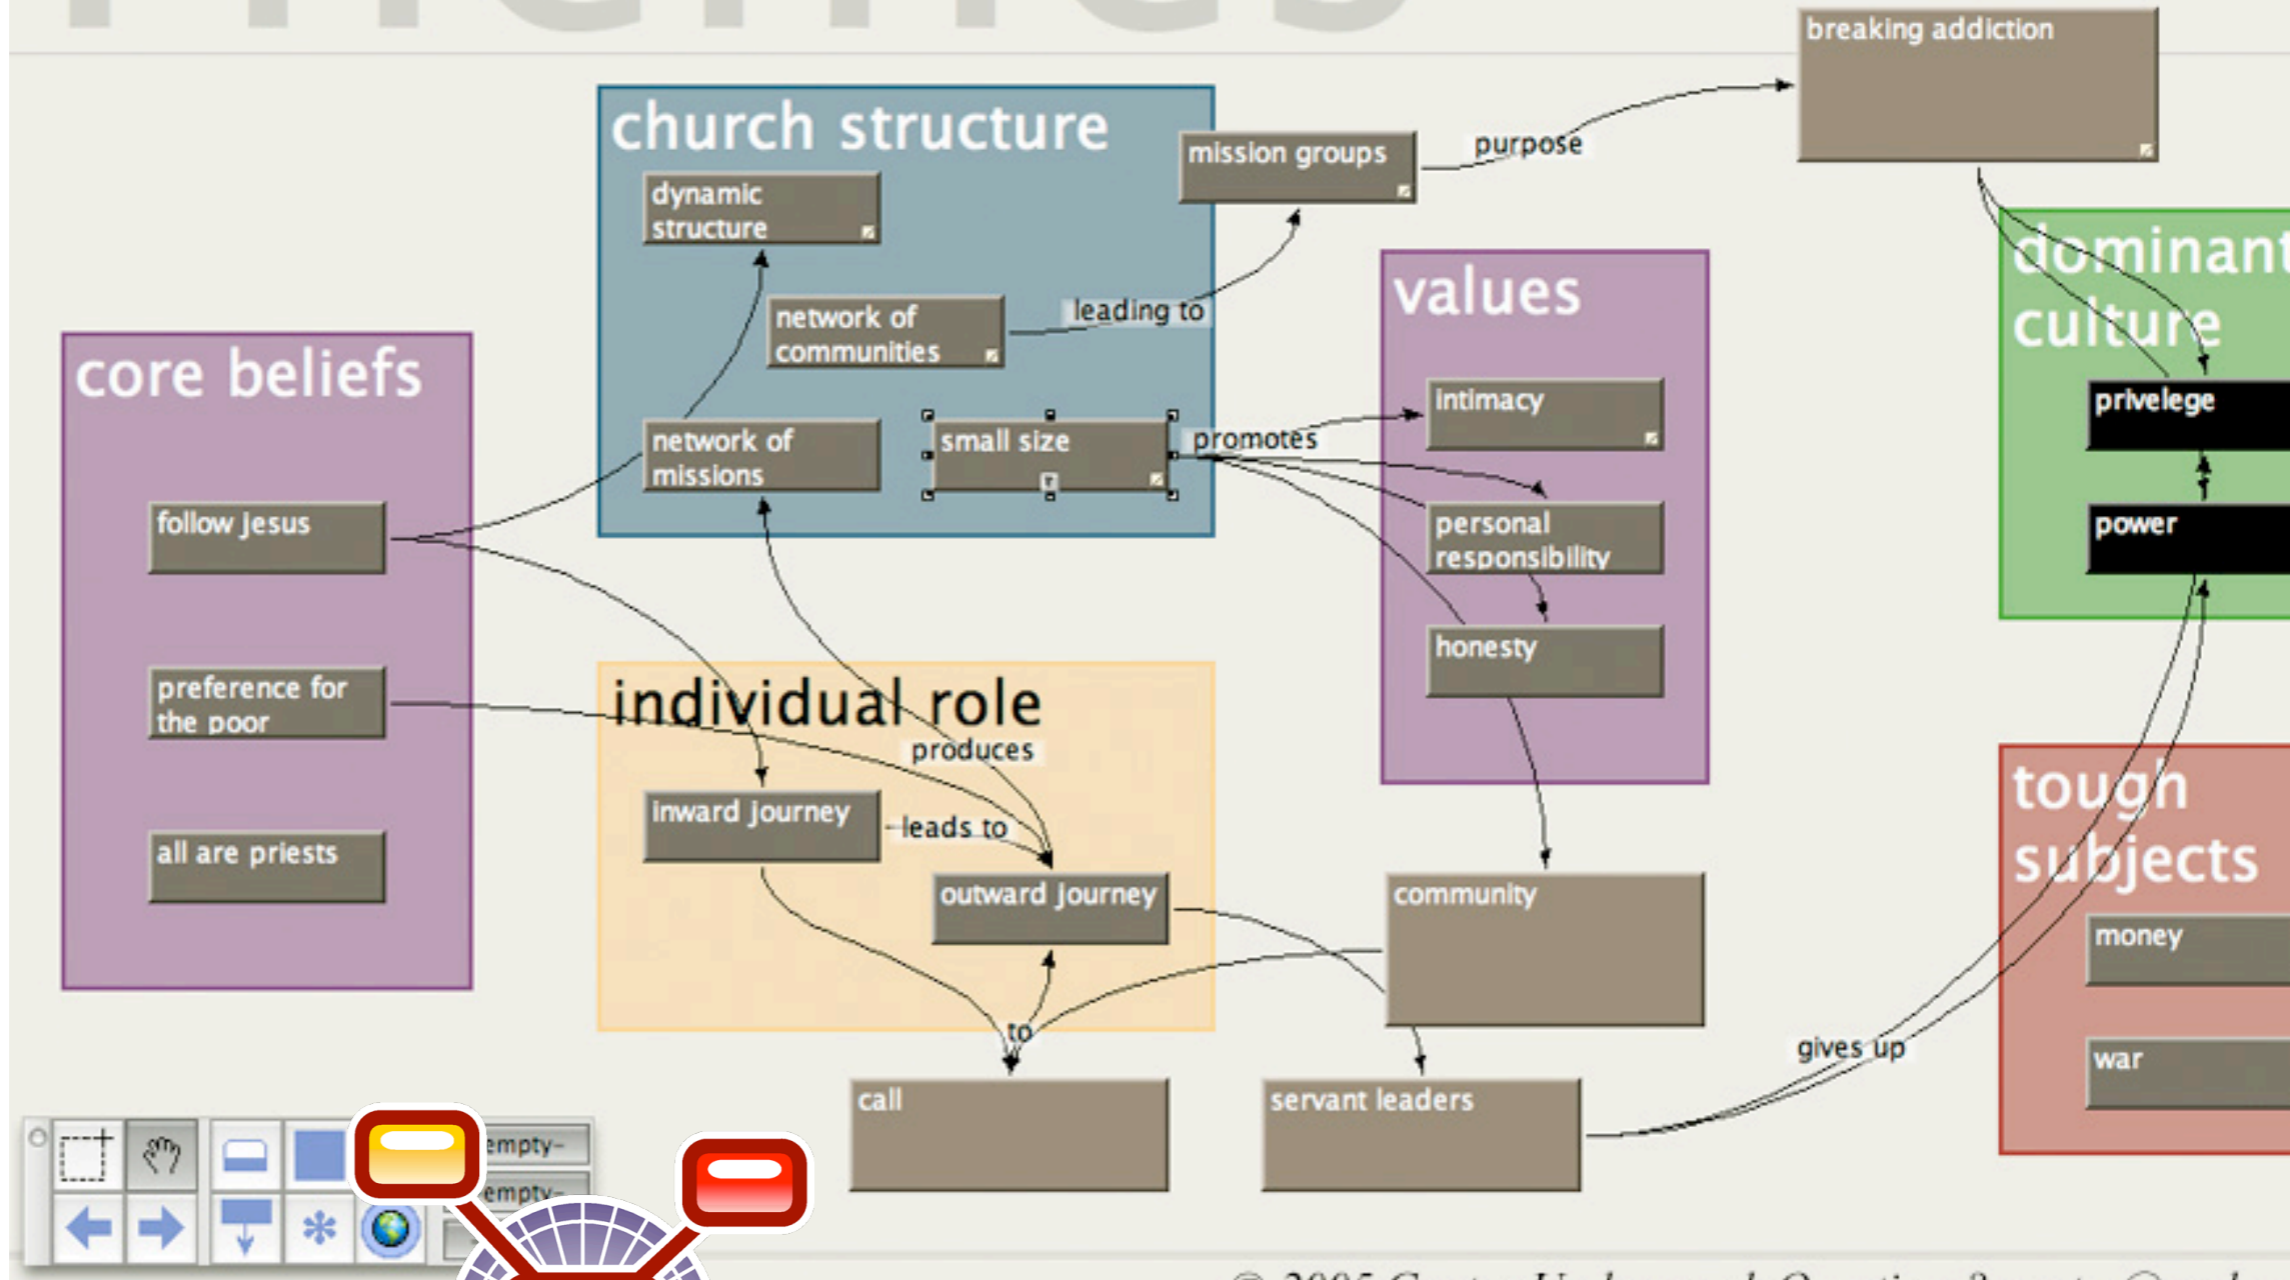 breaking addiction
church structure
mission groups
purpose
dynamic
structure
dominant
culture
values
network of
communities
leading to
core beliefs
intimacy
privelege
network of
missions
small size
promotes
follow Jesus
personal
responsibility
power
honesty
preference for
the poor
individual role
produces
tough
subjects
inward journey
leads to
all are priests
outward journey
community
money
to
gives up
war
call
servant leaders
empty-
empty-